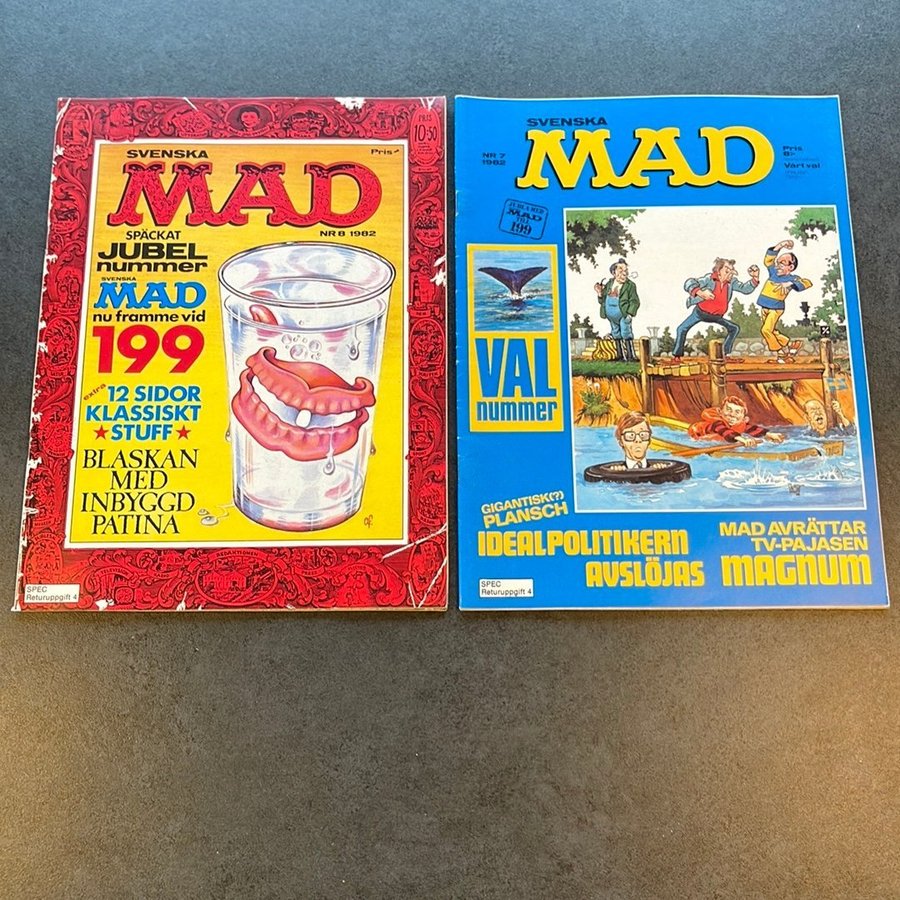 PRIS
10:50
SVENSKA
Pris
MAD
NR 8 1982
SPÄCKAT
JUBEL
nummer
SVENSKA
MAD
nu framme vid
199
extra
12 SIDOR
KLASSISKT
STUFF
BLASKAN
MED
INBYGGD
PATINA
SPEC
Returuppgift 4
SVENSKA
MAD
NR 7
1982
Pris
Vårt val
MAD
199
VAL
nummer
GIGANTISK(?)
PLANSCH
IDEALPOLITIKERN
AVSLÖJAS
MAD AVRÄTTAR
TV-PAJASEN
MAGNUM
SPEC
Returuppgift 4